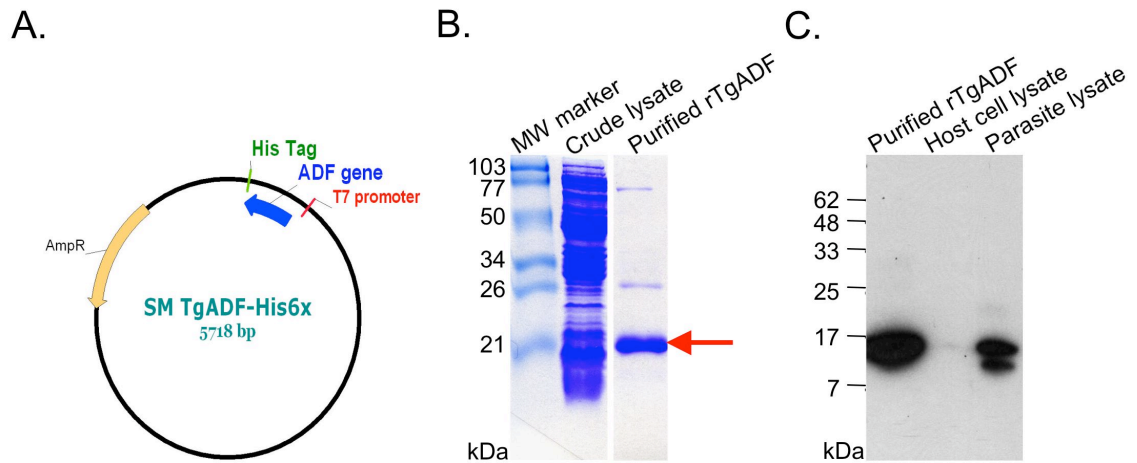 A.
His Tag
ADF gene
T7 promoter
AmpR
SM TgADF-His6x
5718 bp
B.
MW marker
Crude lysate
Purified rTgADF
103
77
50
34
26
21
kDa
C.
Purified rTgADF
Host cell lysate
Parasite lysate
62
48
33
25
17
7
kDa